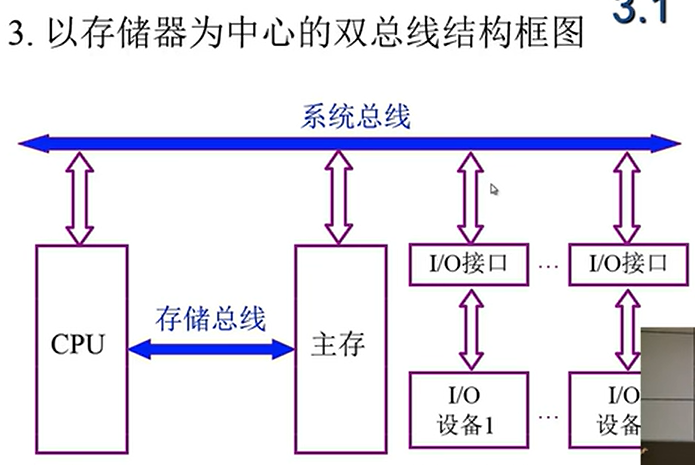 3.1
3. 以存储器为中心的双总线结构框图
系统总线
I/O接口
...
I/O接口
存储总线
CPU
主存
I/O
设备1
...
I/O
设备